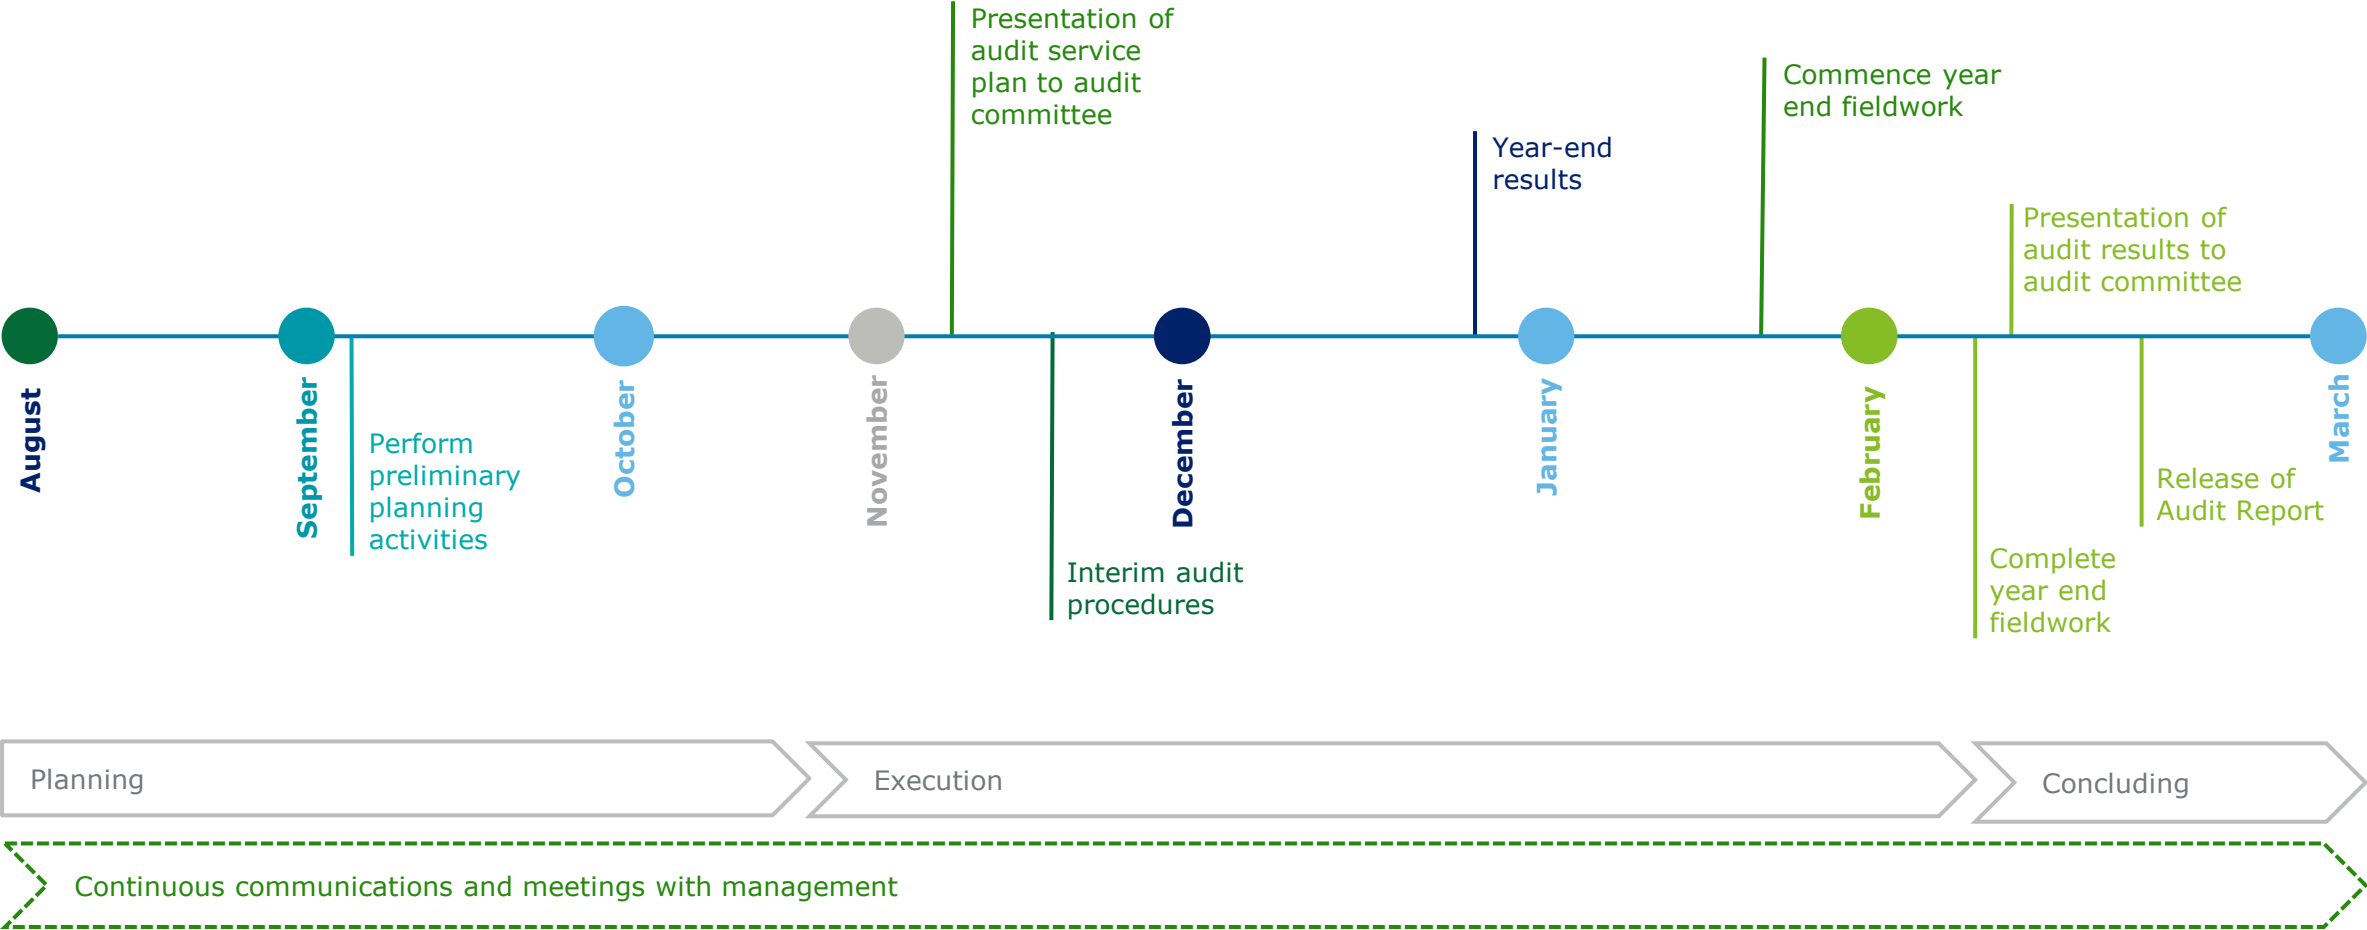 Presentation of
audit service
plan to audit
committee
Commence year
end fieldwork
Year-end
results
Presentation of
audit results to
audit committee
August
September
October
November
December
January
February
March
Perform
preliminary
planning
activities
Interim audit
procedures
Release of
Audit Report
Complete
year end
fieldwork
Planning
Execution
Concluding
Continuous communications and meetings with management